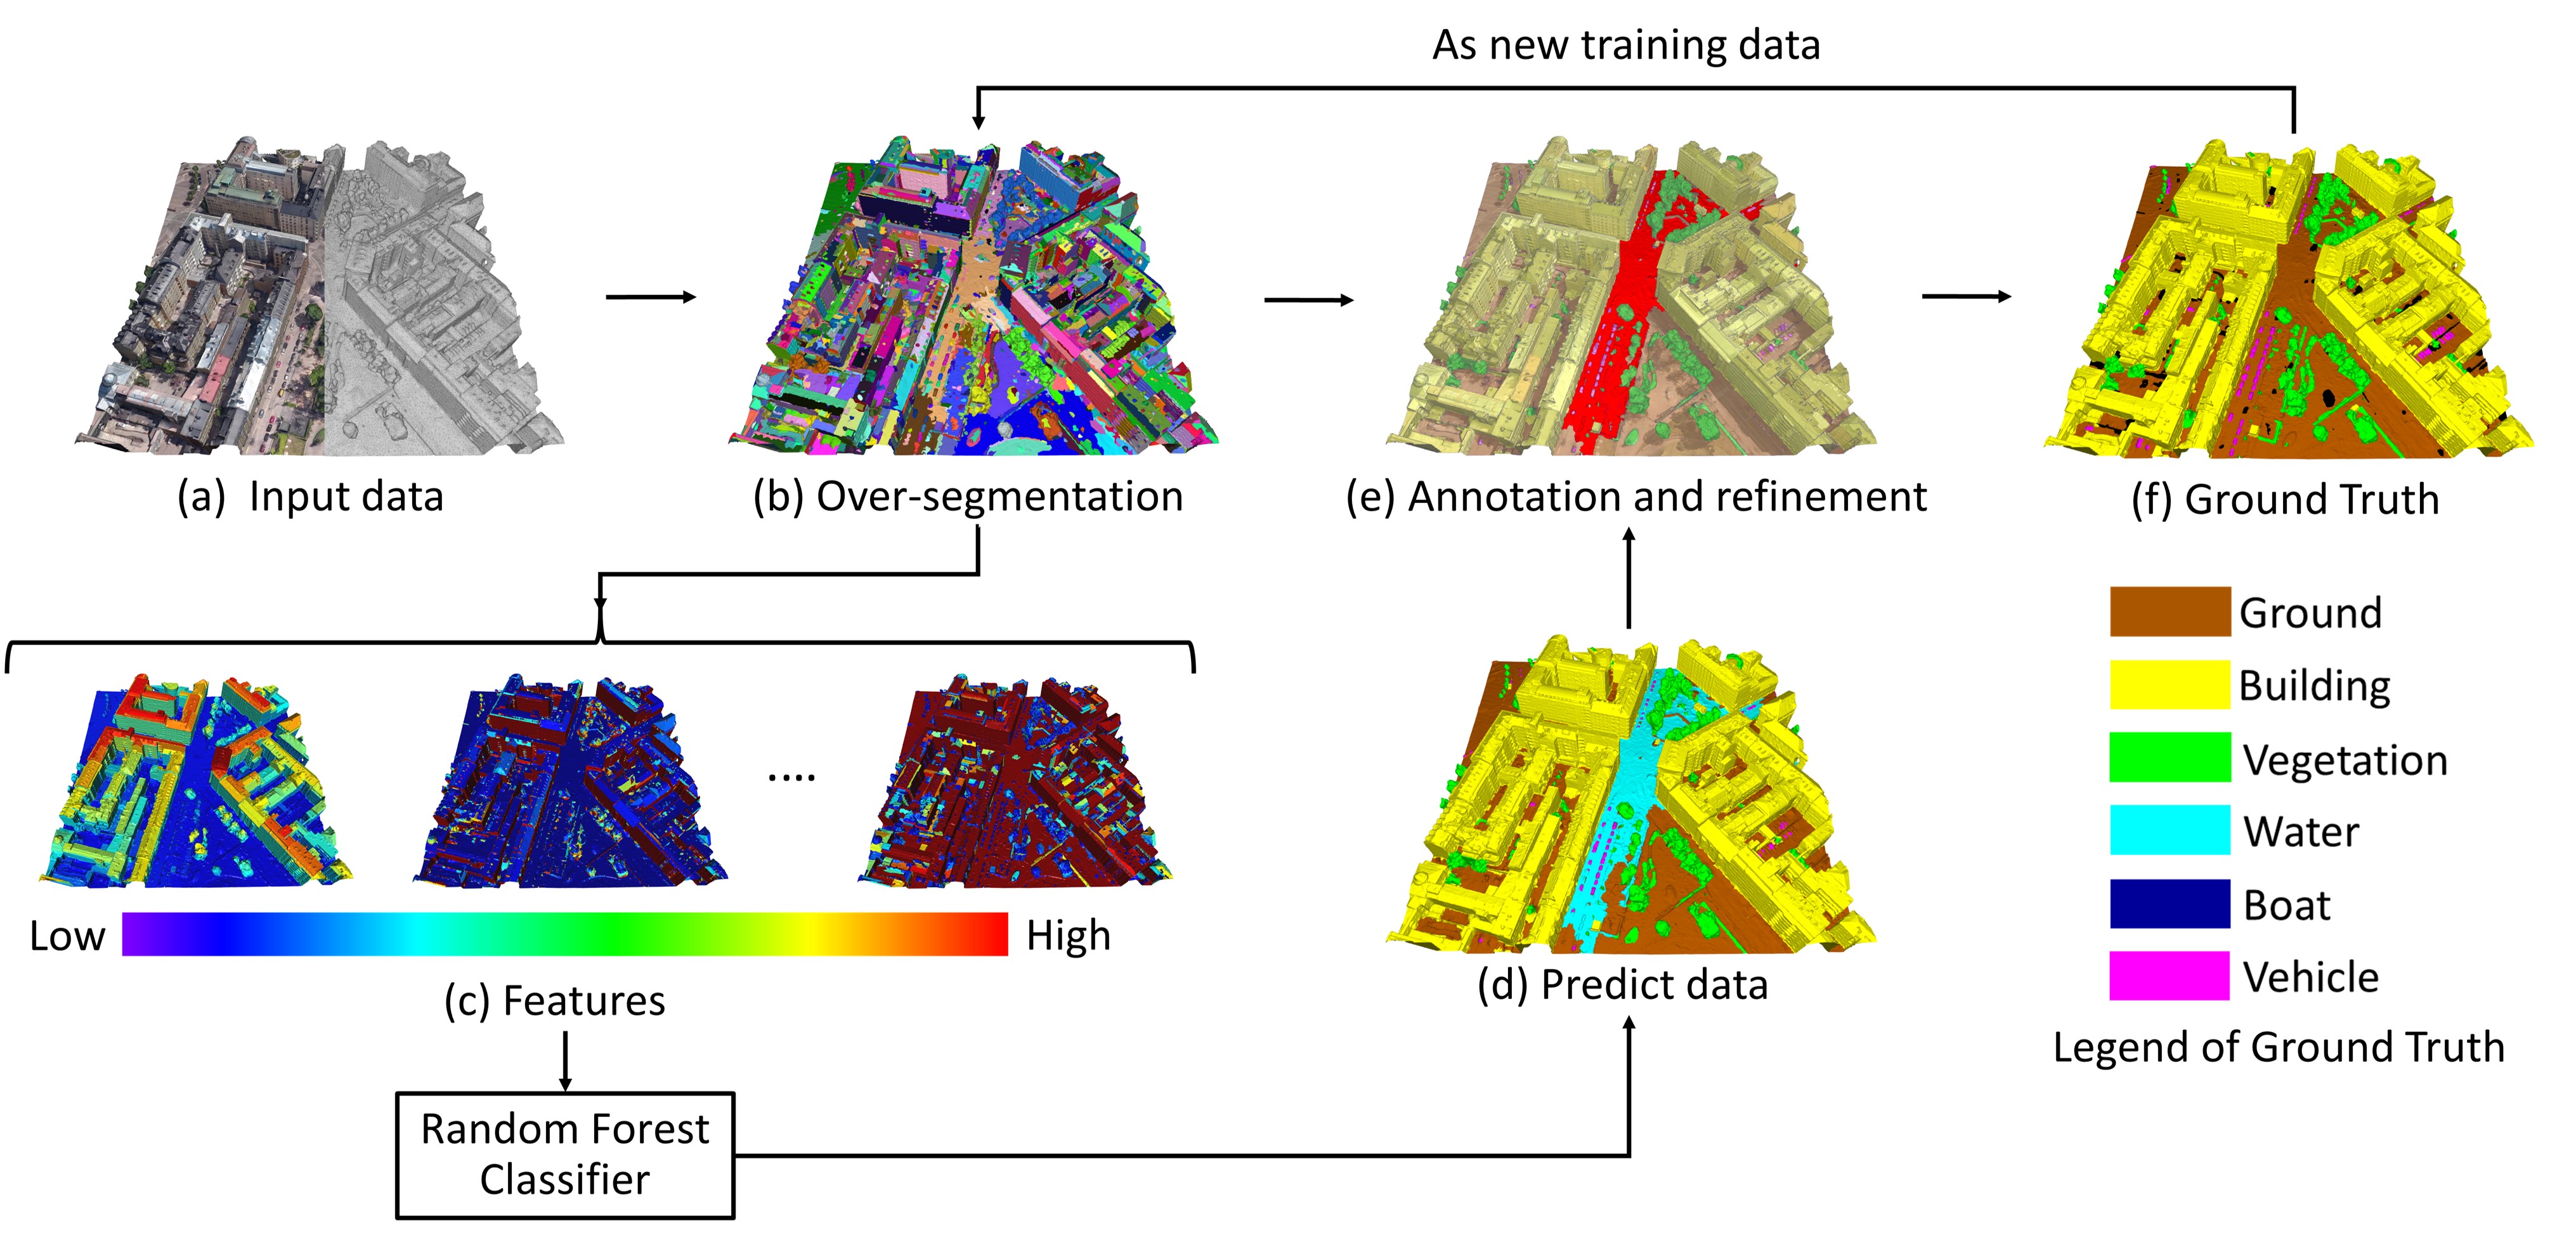 As new training data
(a) Input data
(b) Over-segmentation
(e) Annotation and refinement
(f) Ground Truth
Ground
Building
Vegetation
Water
Boat
Vehicle
Legend of Ground Truth
....
Low
High
(c) Features
(d) Predict data
Random Forest
Classifier